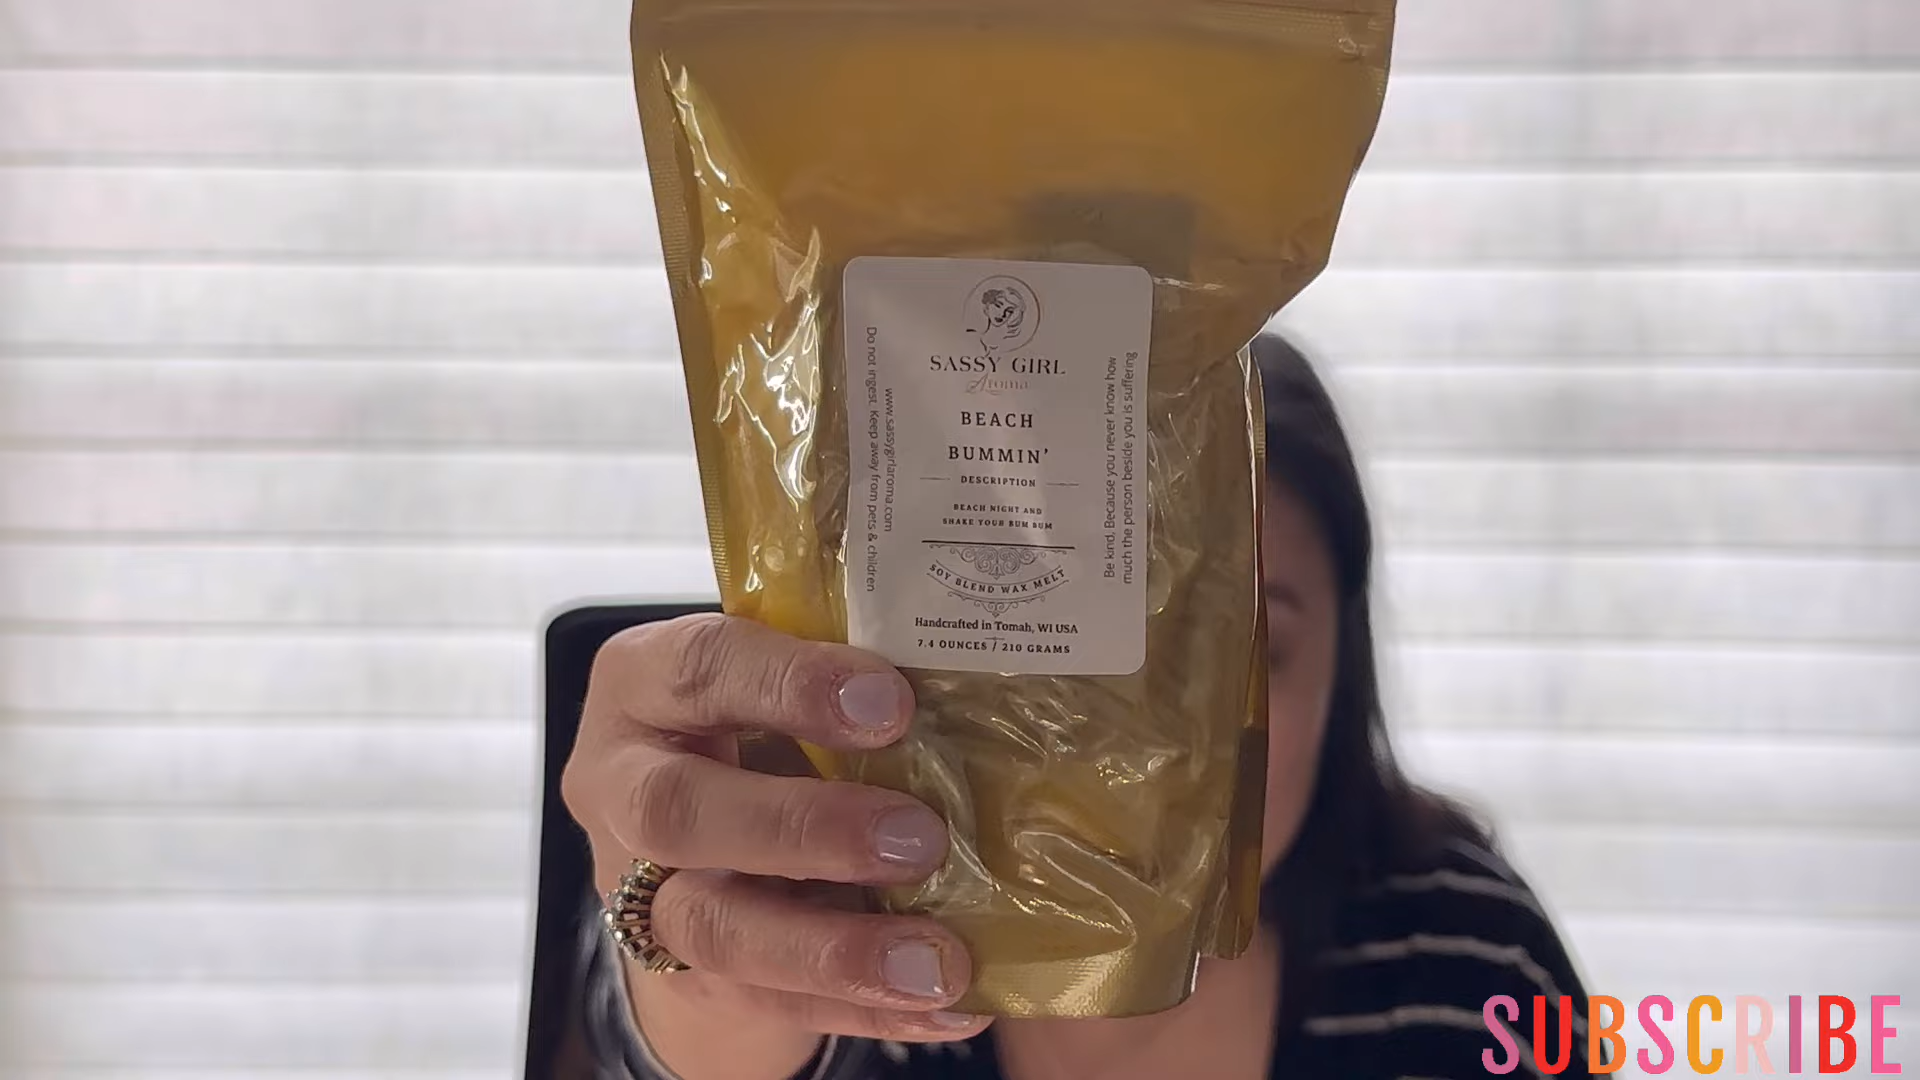 SASSY GIRL
Aroma
BEACH
BUMMIN'
DESCRIPTION
BEACH NIGHT AND
SHAKE YOUR BUM BUM
SOY BLEND WAX MELT
Handcrafted in Tomah, WI USA
7.4 OUNCES / 210 GRAMS
www.sassygirlaroma.com
Do not ingest. Keep away from pets & children
Be kind. Because you never know how
much the person beside you is suffering
SUBSCRIBE